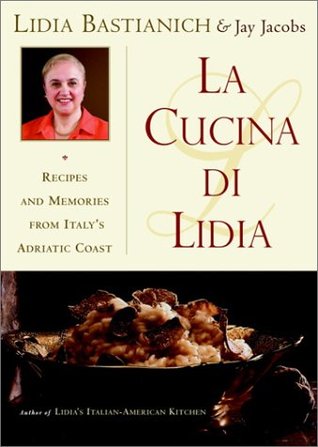 LIDIA BASTIANICH & Jay Jacobs
LA
CUCINA
DI
LIDIA
RECIPES
AND MEMORIES
FROM ITALY'S
ADRIATIC COAST
Author of LIDIA'S ITALIAN-AMERICAN KITCHEN